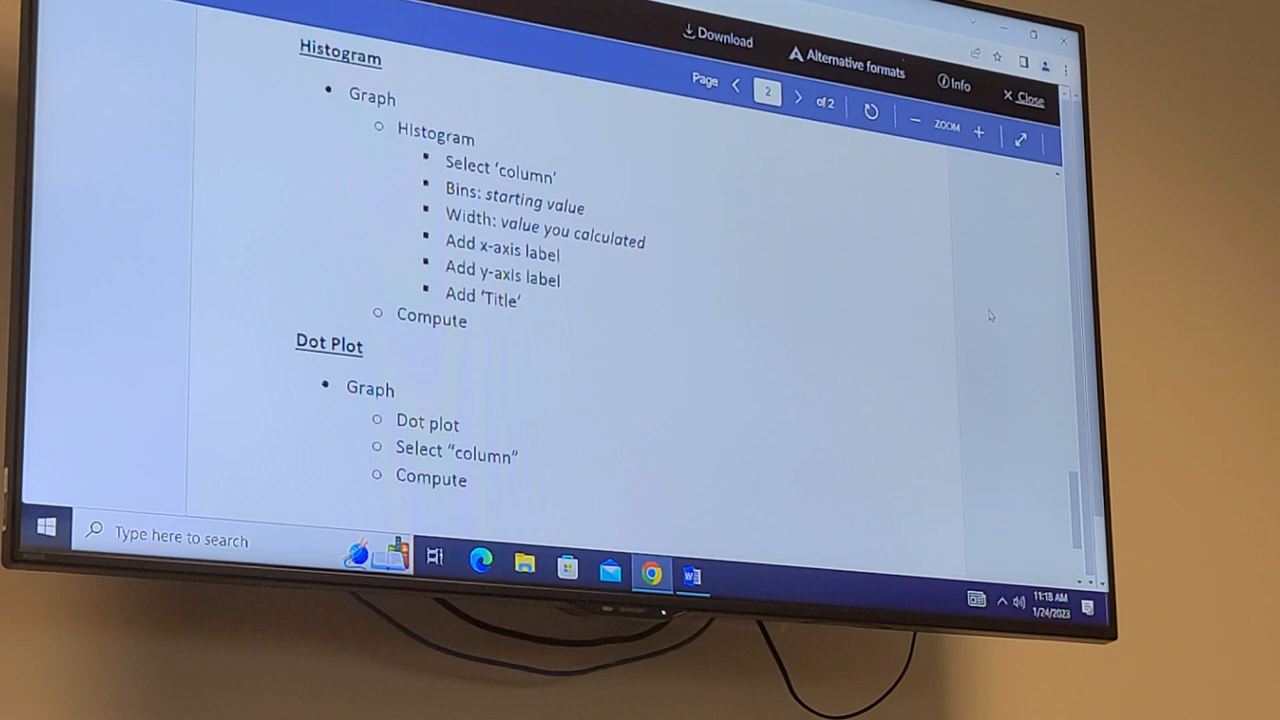 Download
Alternative formats
Info
Close
Page
2
of 2
ZOOM
Histogram
Graph
Histogram
Select ‘column’
Bins: starting value
Width: value you calculated
Add x-axis label
Add y-axis label
Add ‘Title’
Compute
Dot Plot
Graph
Dot plot
Select “column”
Compute
Type here to search
11:18 AM
1/24/2023